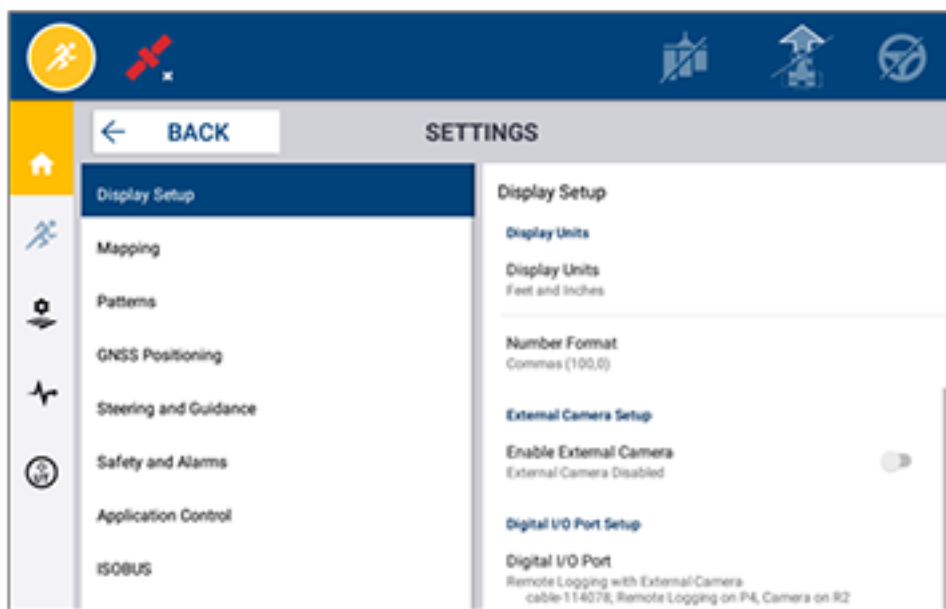 BACK
SETTINGS
Display Setup
Mapping
Patterns
GNSS Positioning
Steering and Guidance
Safety and Alarms
Application Control
ISOBUS
Display Setup
Display Units
Display Units
Feet and Inches
Number Format
Commas (100,0)
External Camera Setup
Enable External Camera
External Camera Disabled
Digital I/O Port Setup
Digital I/O Port
Remote Logging with External Camera
cable-114078; Remote Logging on P4, Camera on R2